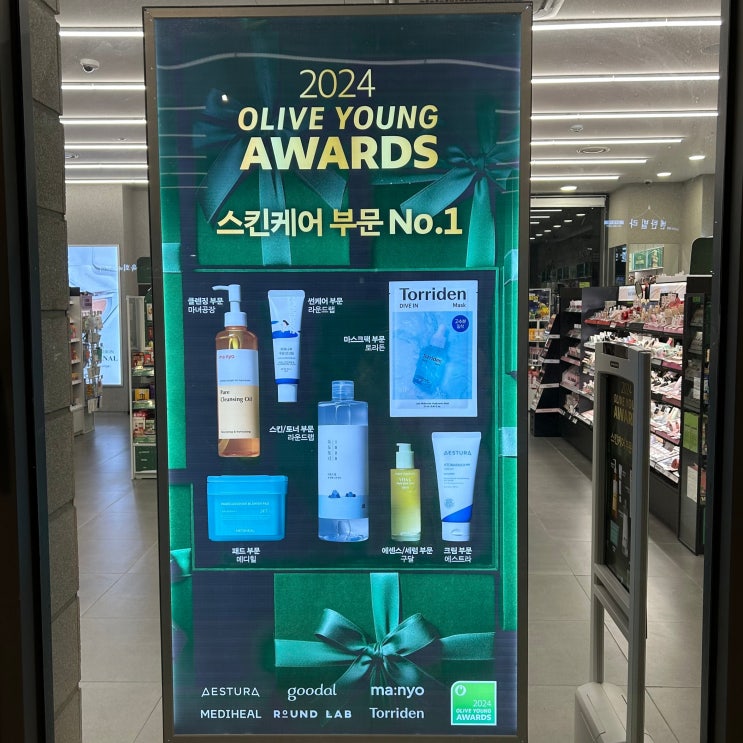 2024
OLIVE YOUNG
AWARDS
스킨케어 부문 No.1
클렌징 부문
마녀공장
썬케어 부문
라운드랩
마스크팩 부문
토리든
Torriden
DIVE IN Mask
ma:nyo
Pure
Cleansing Oil
스킨/토너 부문
라운드랩
AESTURA
MEDIHEAL
패드 부문
메디힐
에센스/세럼 부문
구달
크림 부문
에스트라
AESTURA
goodal
ma:nyo
MEDIHEAL
ROUND LAB
Torriden
2024
OLIVE YOUNG
AWARDS
2024
AWARDS